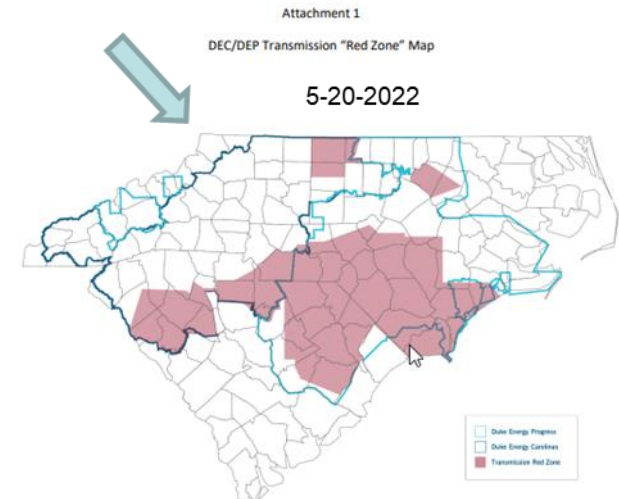 Attachment 1
DEC/DEP Transmission "Red Zone" Map
5-20-2022
Duke Energy Progress
Duke Energy Carolinas
Transmission Red Zone